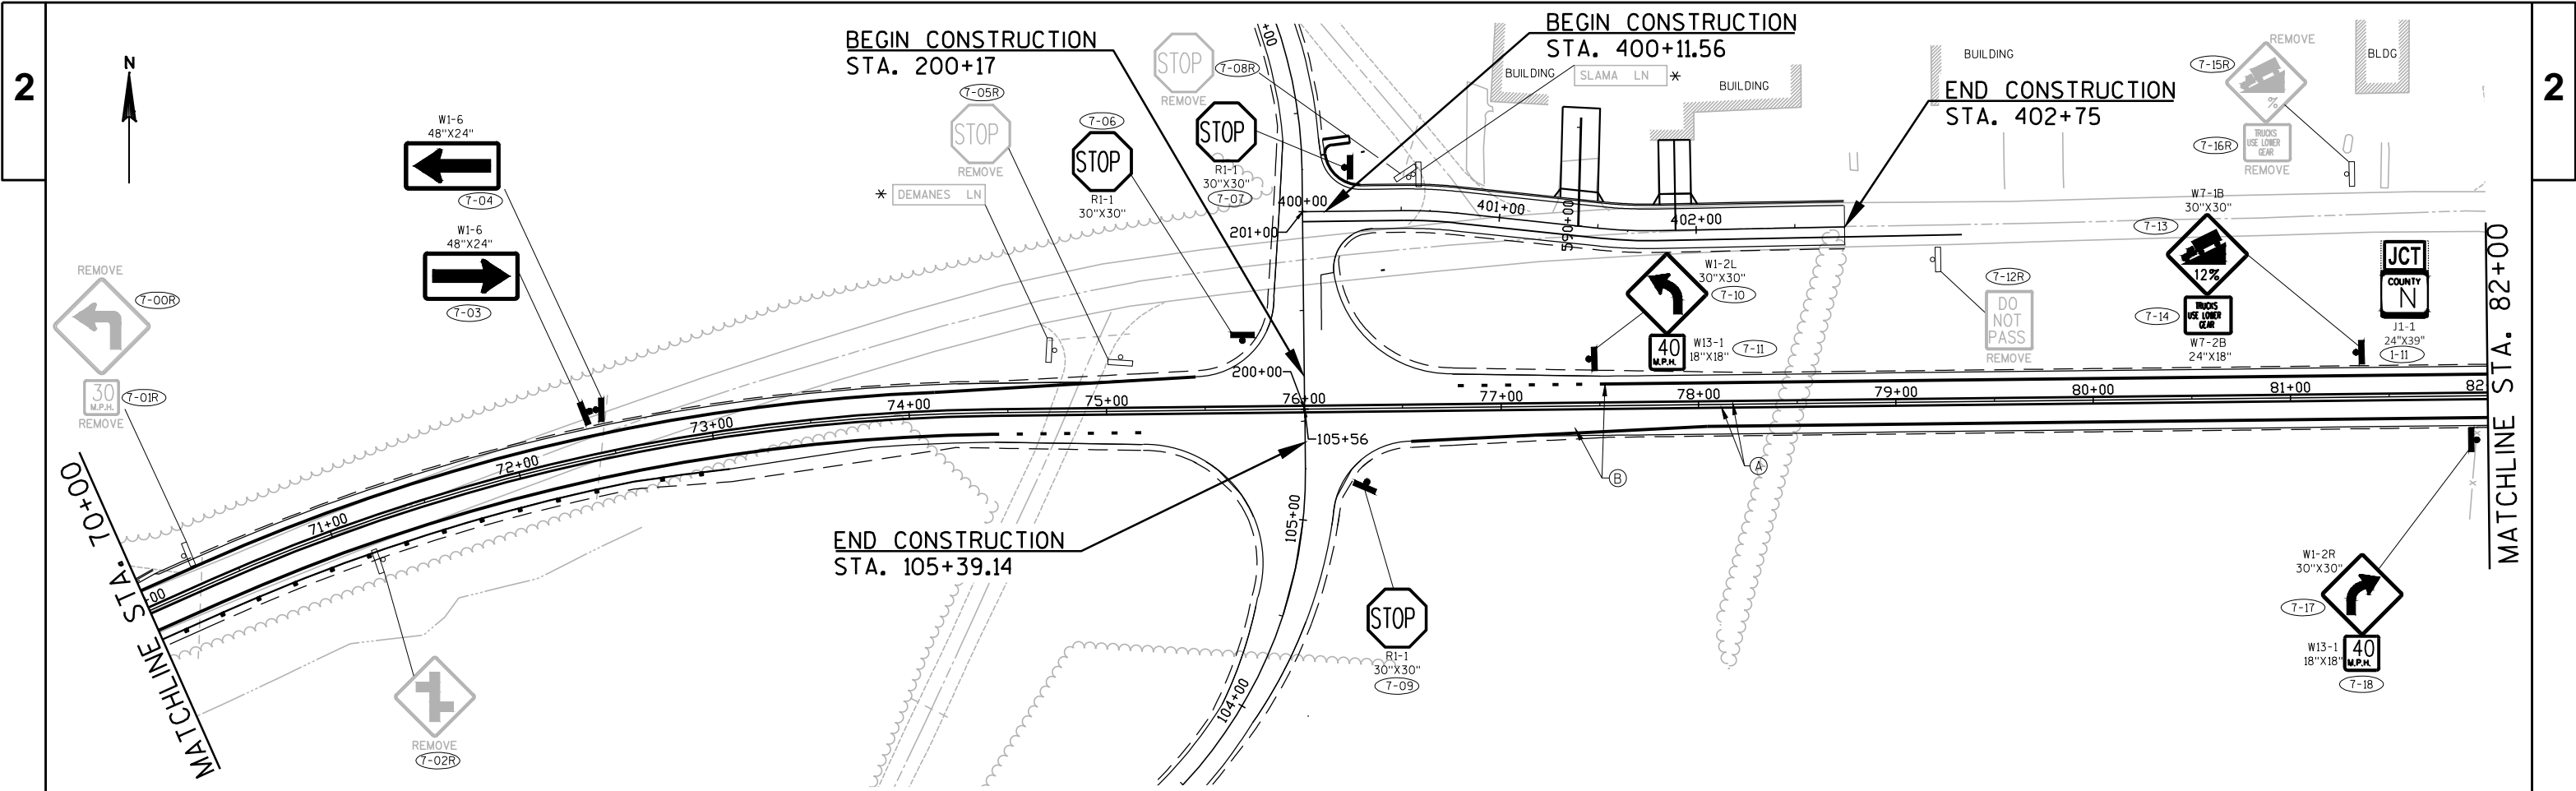 2
N
W1-6
48"X24"
7-04
W1-6
48"X24"
7-03
REMOVE
7-00R
30
M.P.H.
7-01R
REMOVE
BEGIN CONSTRUCTION
STA. 200+17
7-05R
STOP
REMOVE
* DEMANES LN
7-06
STOP
R1-1
30"X30"
STOP
REMOVE
7-08R
STOP
R1-1
30"X30"
7-07
+00
BEGIN CONSTRUCTION
STA. 400+11.56
SLAMA LN *
BUILDING
BUILDING
BUILDING
END CONSTRUCTION
STA. 402+75
400+00
401+00
402+00
590+00
201+00
200+00
W1-2L
30"X30"
7-10
40
M.P.H.
W13-1
18"X18"
7-11
7-12R
DO
NOT
PASS
REMOVE
REMOVE
7-15R
%
7-16R
TRUCKS
USE LOWER
GEAR
REMOVE
BLDG
W7-1B
30"X30"
7-13
12%
7-14
TRUCKS
USE LOWER
GEAR
W7-2B
24"X18"
JCT
COUNTY
N
J1-1
24"X39"
1-11
MATCHLINE STA. 82+00
2
MATCHLINE STA. 70+00
-00
71+00
72+00
73+00
74+00
75+00
76+00
77+00
78+00
79+00
80+00
81+00
82
105+56
105+00
104+00
A
B
END CONSTRUCTION
STA. 105+39.14
REMOVE
7-02R
STOP
R1-1
30"X30"
7-09
W1-2R
30"X30"
7-17
W13-1
18"X18"
40
M.P.H.
7-18